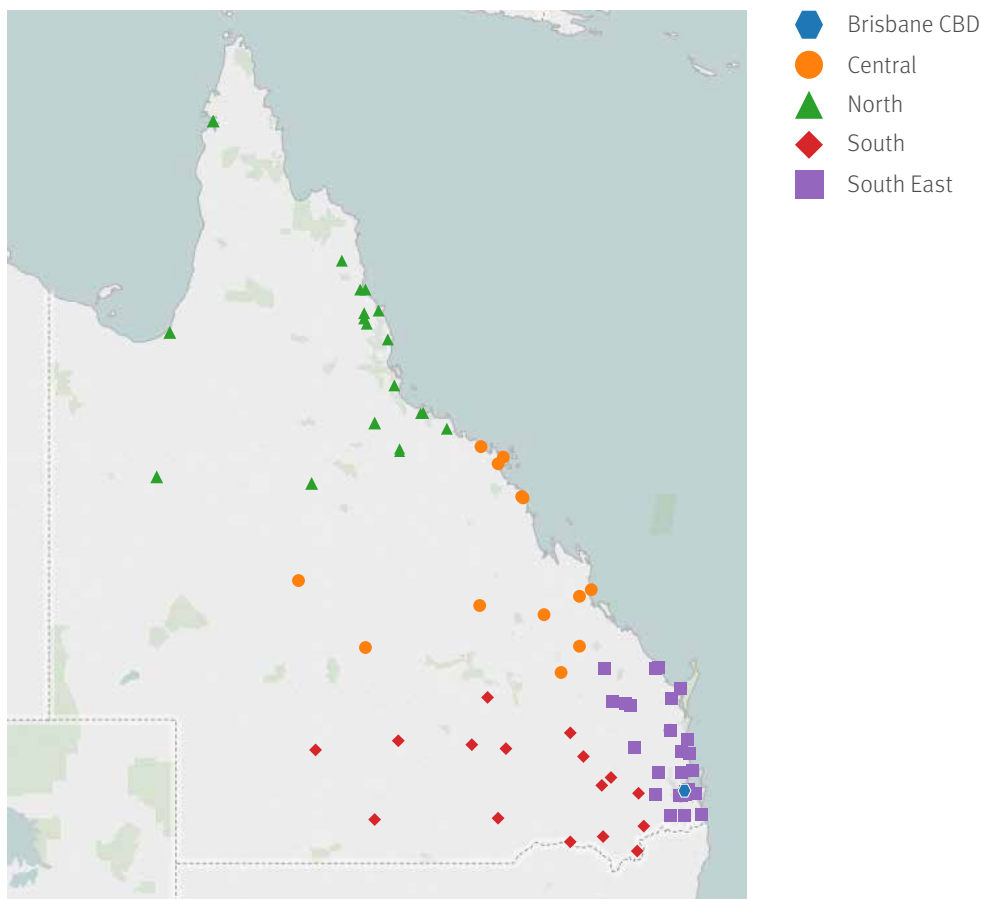 Brisbane CBD
Central
North
South
South East